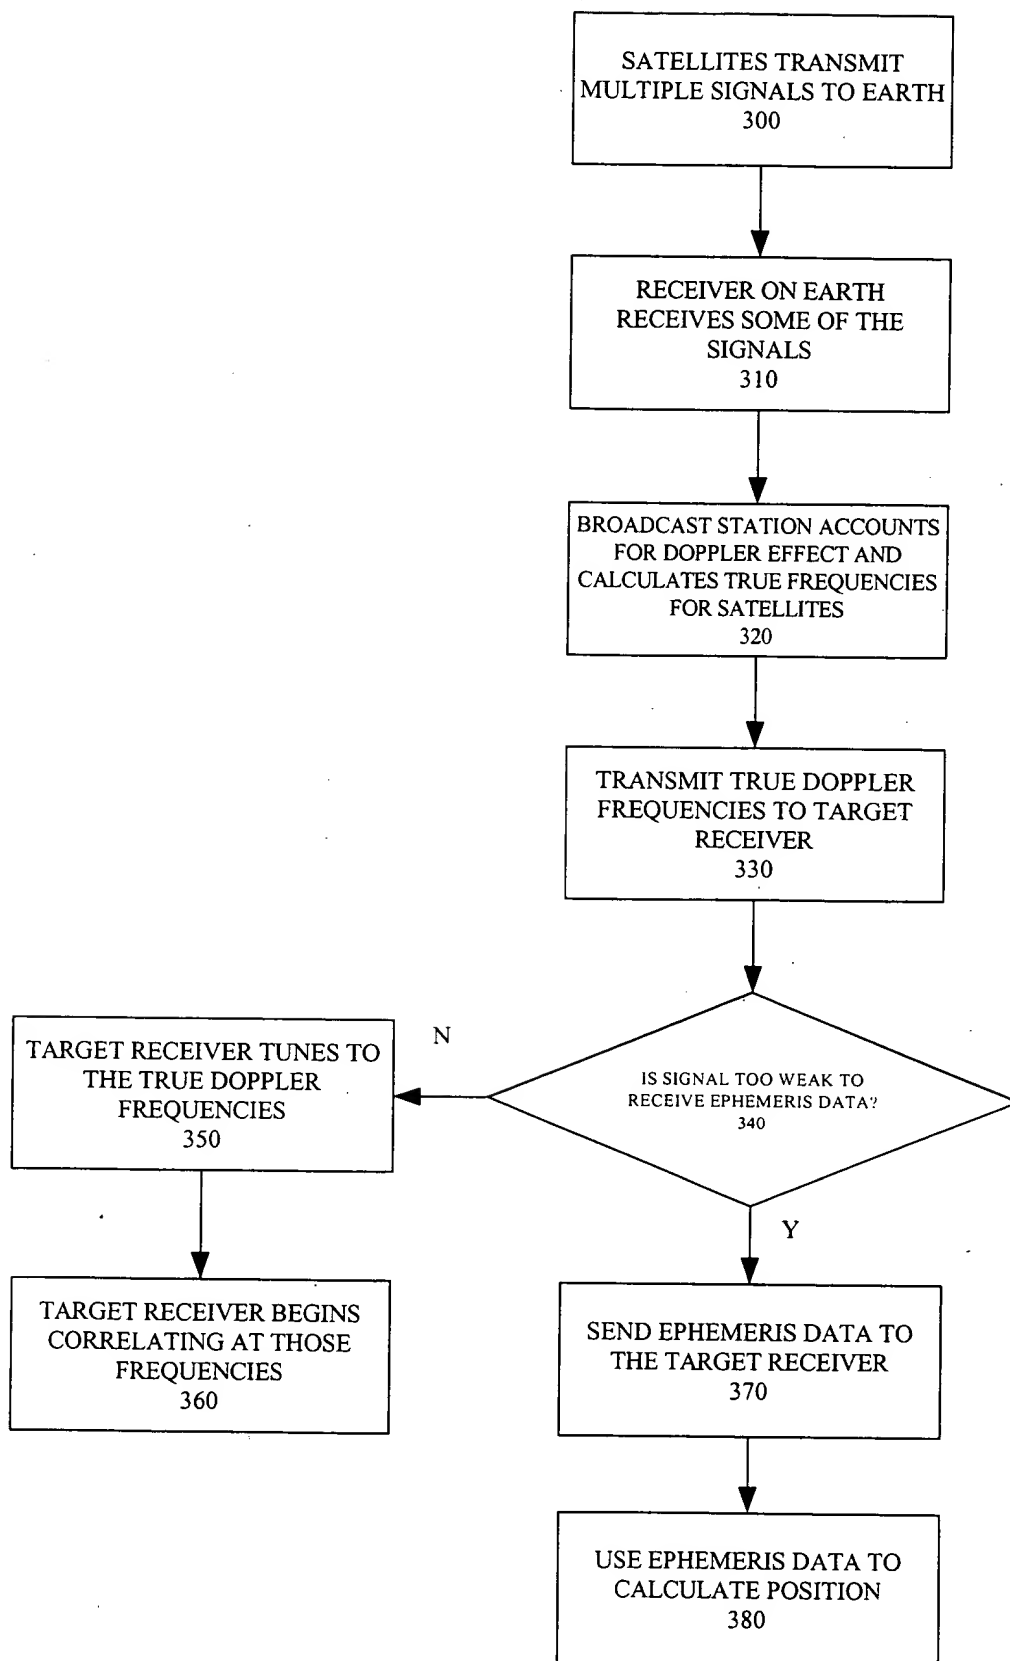 SATELLITES TRANSMIT
MULTIPLE SIGNALS TO EARTH
300
RECEIVER ON EARTH
RECEIVES SOME OF THE
SIGNALS
310
BROADCAST STATION ACCOUNTS
FOR DOPPLER EFFECT AND
CALCULATES TRUE FREQUENCIES
FOR SATELLITES
320
TRANSMIT TRUE DOPPLER
FREQUENCIES TO TARGET
RECEIVER
330
IS SIGNAL TOO WEAK TO
RECEIVE EPHEMERIS DATA?
340
N
TARGET RECEIVER TUNES TO
THE TRUE DOPPLER
FREQUENCIES
350
TARGET RECEIVER BEGINS
CORRELATING AT THOSE
FREQUENCIES
360
Y
SEND EPHEMERIS DATA TO
THE TARGET RECEIVER
370
USE EPHEMERIS DATA TO
CALCULATE POSITION
380